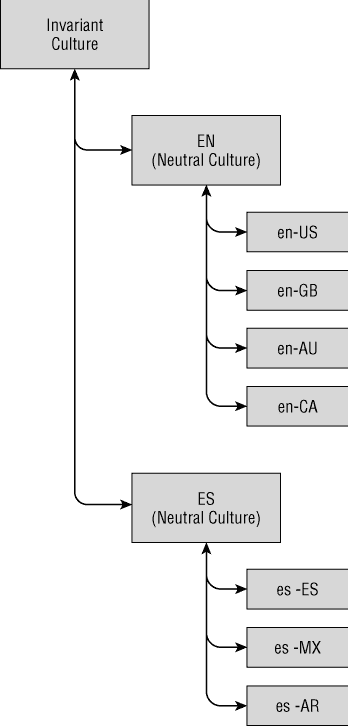 Invariant
Culture
EN
(Neutral Culture)
en-US
en-GB
en-AU
en-CA
ES
(Neutral Culture)
es -ES
es -MX
es -AR